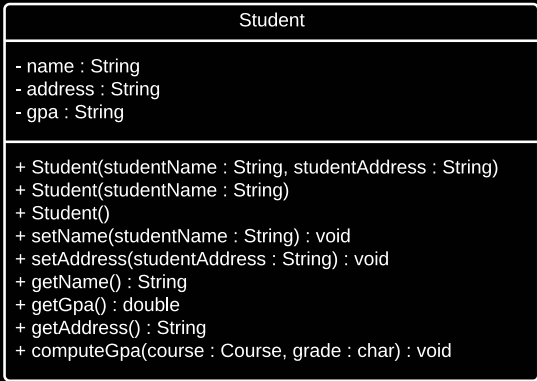 Student
- name : String
- address : String
- gpa : String
+ Student(studentName : String, studentAddress : String)
+ Student(studentName : String)
+ Student()
+ setName(studentName : String) : void
+ setAddress(studentAddress : String) : void
+ getName() : String
+ getGpa() : double
+ getAddress() : String
+ computeGpa(course : Course, grade : char) : void